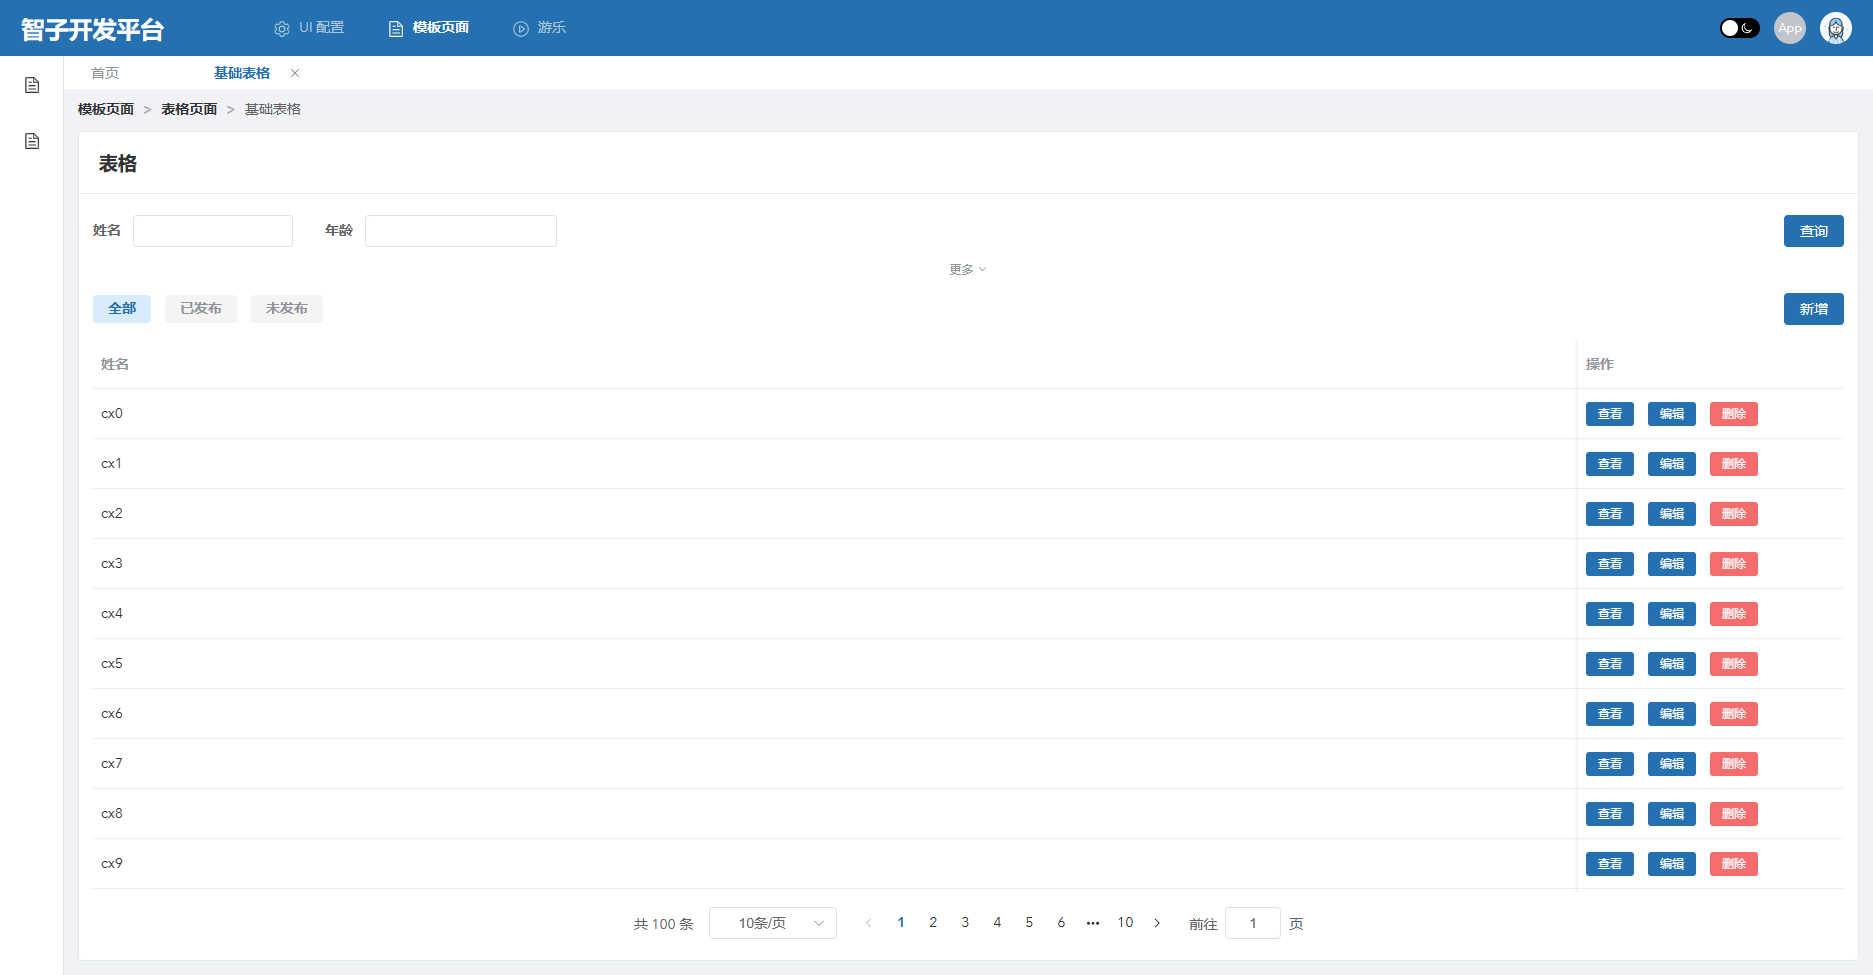 智子开发平台 UI 配置 模板页面 游乐 App
首页 基础表格
模板页面 > 表格页面 > 基础表格
表格
姓名 年龄 查询
更多
全部 已发布 未发布 新增
姓名 操作
cx0 查看 编辑 删除
cx1 查看 编辑 删除
cx2 查看 编辑 删除
cx3 查看 编辑 删除
cx4 查看 编辑 删除
cx5 查看 编辑 删除
cx6 查看 编辑 删除
cx7 查看 编辑 删除
cx8 查看 编辑 删除
cx9 查看 编辑 删除
共 100 条 10条/页 1 2 3 4 5 6 ••• 10 前往 1 页